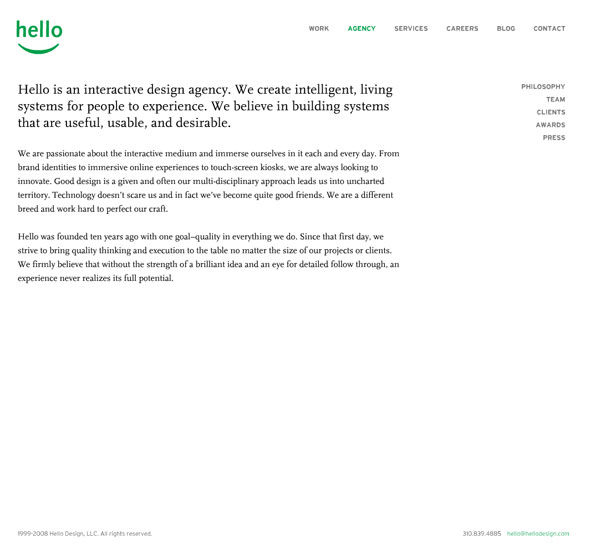 hello
WORK AGENCY SERVICES CAREERS BLOG CONTACT
Hello is an interactive design agency. We create intelligent, living
systems for people to experience. We believe in building systems
that are useful, usable, and desirable.
PHILOSOPHY
TEAM
CLIENTS
AWARDS
PRESS
We are passionate about the interactive medium and immerse ourselves in it each and every day. From
brand identities to immersive online experiences to touch-screen kiosks, we are always looking to
innovate. Good design is a given and often our multi-disciplinary approach leads us into uncharted
territory. Technology doesn't scare us and in fact we've become quite good friends. We are a different
breed and work hard to perfect our craft.
Hello was founded ten years ago with one goal–quality in everything we do. Since that first day, we
strive to bring quality thinking and execution to the table no matter the size of our projects or clients.
We firmly believe that without the strength of a brilliant idea and an eye for detailed follow through, an
experience never realizes its full potential.
1999-2008 Hello Design, LLC. All rights reserved.
310.839.4885 hello@hellodesign.com